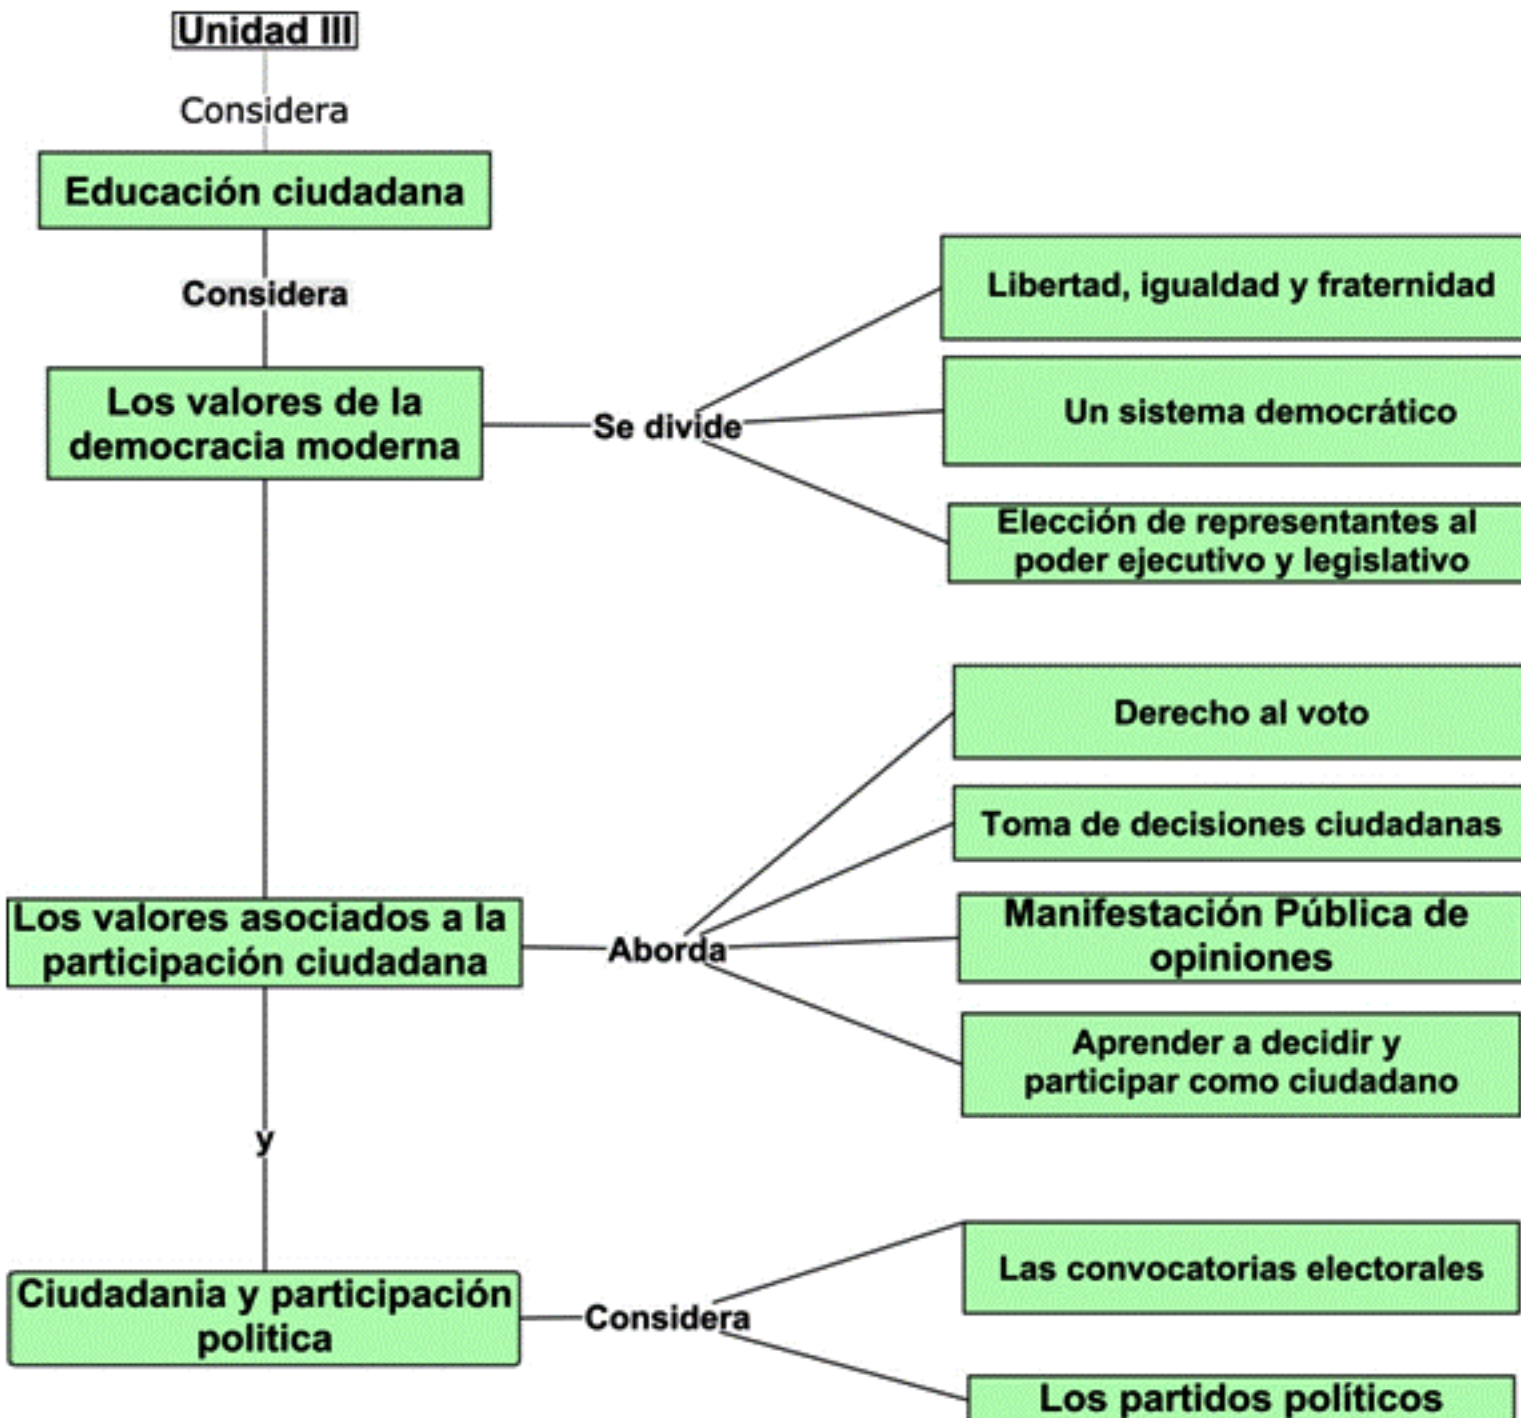 Unidad III
Considera
Educación ciudadana
Considera
Los valores de la
democracia moderna
Se divide
Libertad, igualdad y fraternidad
Un sistema democrático
Elección de representantes al
poder ejecutivo y legislativo
Los valores asociados a la
participación ciudadana
Aborda
Derecho al voto
Toma de decisiones ciudadanas
Manifestación Pública de
opiniones
Aprender a decidir y
participar como ciudadano
y
Ciudadania y participación
politica
Considera
Las convocatorias electorales
Los partidos políticos